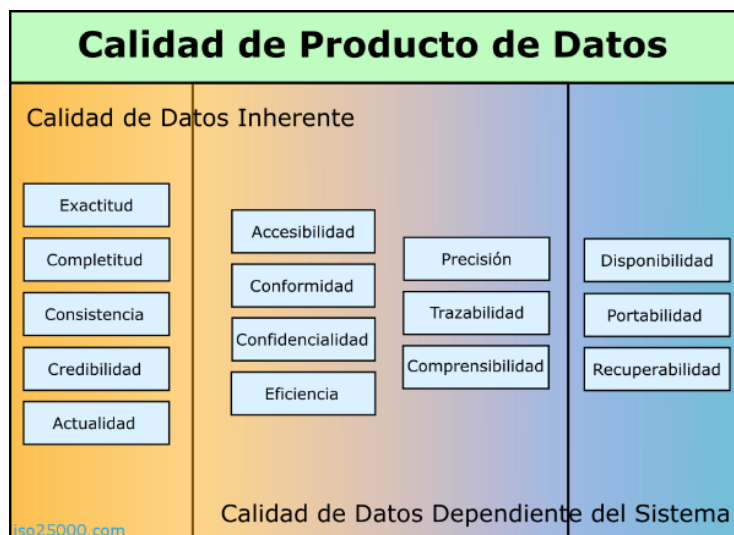 Calidad de Producto de Datos
Calidad de Datos Inherente
Exactitud
Completitud
Consistencia
Credibilidad
Actualidad
Accesibilidad
Conformidad
Confidencialidad
Eficiencia
Precisión
Trazabilidad
Comprensibilidad
Disponibilidad
Portabilidad
Recuperabilidad
Calidad de Datos Dependiente del Sistema
iso25000.com